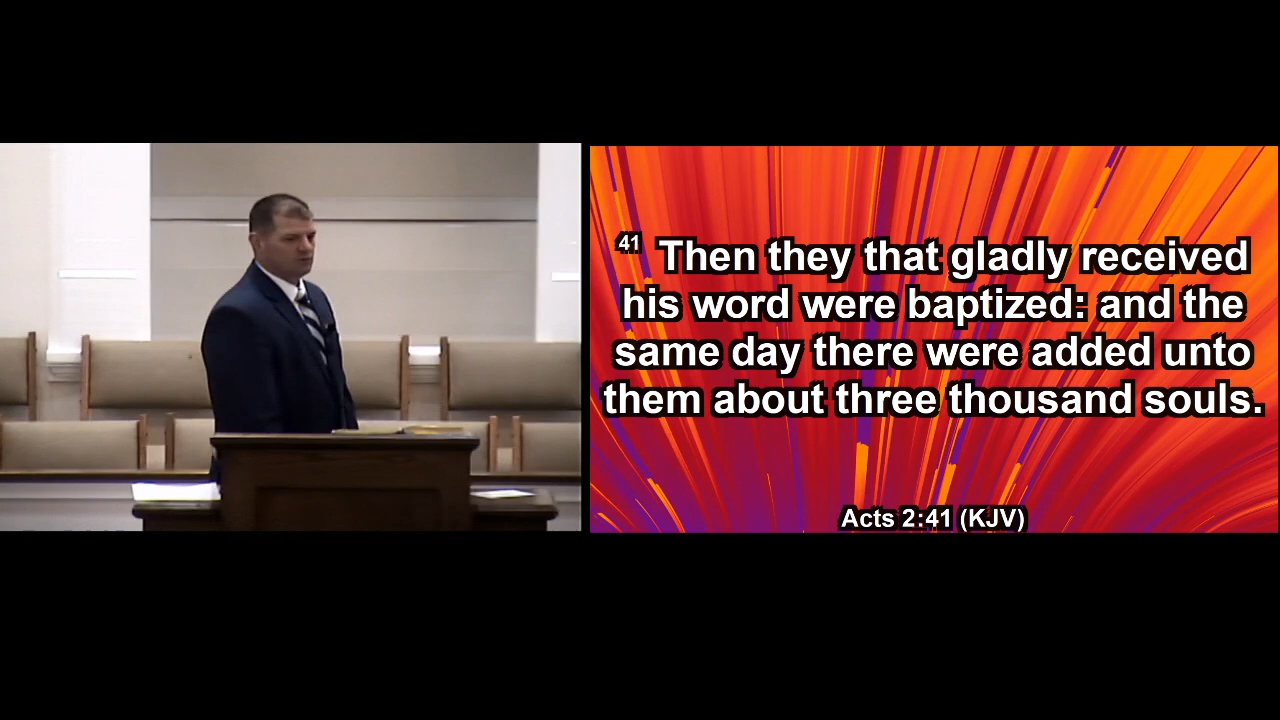 41 Then they that gladly received
his word were baptized: and the
same day there were added unto
them about three thousand souls.
Acts 2:41 (KJV)